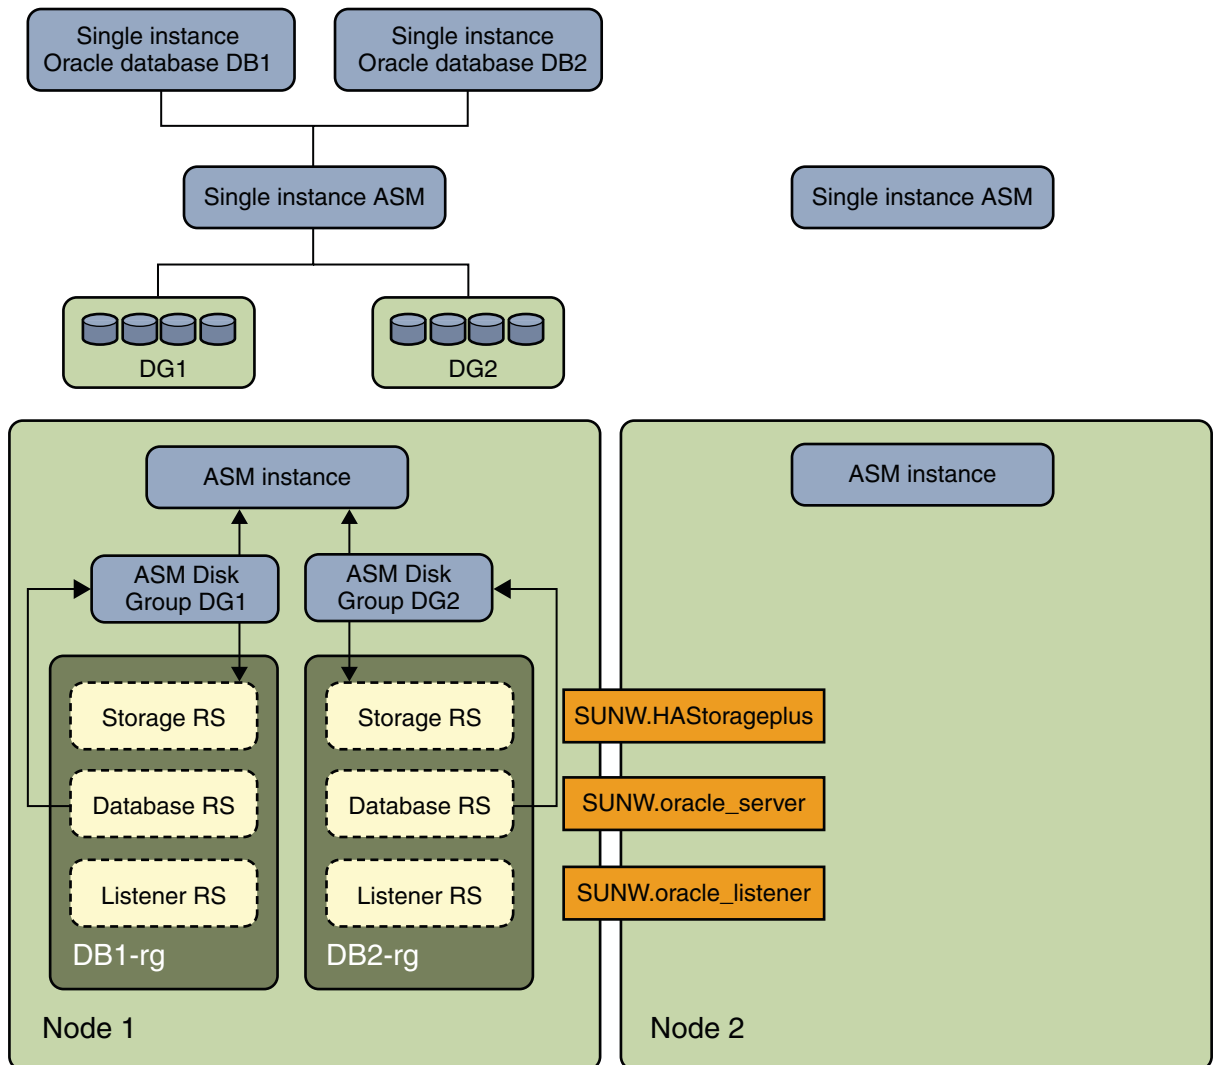 Single instance
Oracle database DB1
Single instance
Oracle database DB2
Single instance ASM
Single instance ASM
DG1
DG2
ASM instance
ASM instance
ASM Disk
Group DG1
ASM Disk
Group DG2
Storage RS
Storage RS
SUNW.HAStorageplus
Database RS
Database RS
SUNW.oracle_server
Listener RS
Listener RS
SUNW.oracle_listener
DB1-rg
DB2-rg
Node 1
Node 2